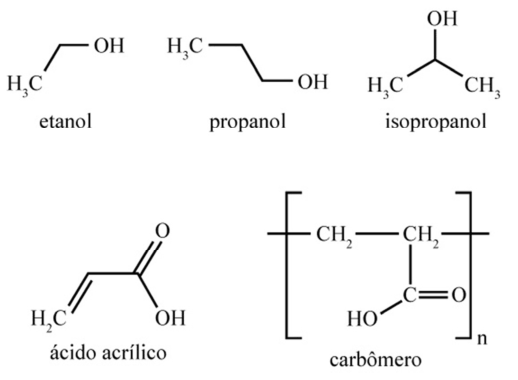 OH
H₃C
etanol
H₃C
OH
propanol
OH
H₃C
CH₃
isopropanol
O
H₂C
OH
ácido acrílico
CH₂
CH₂
C
O
HO
n
carbômero